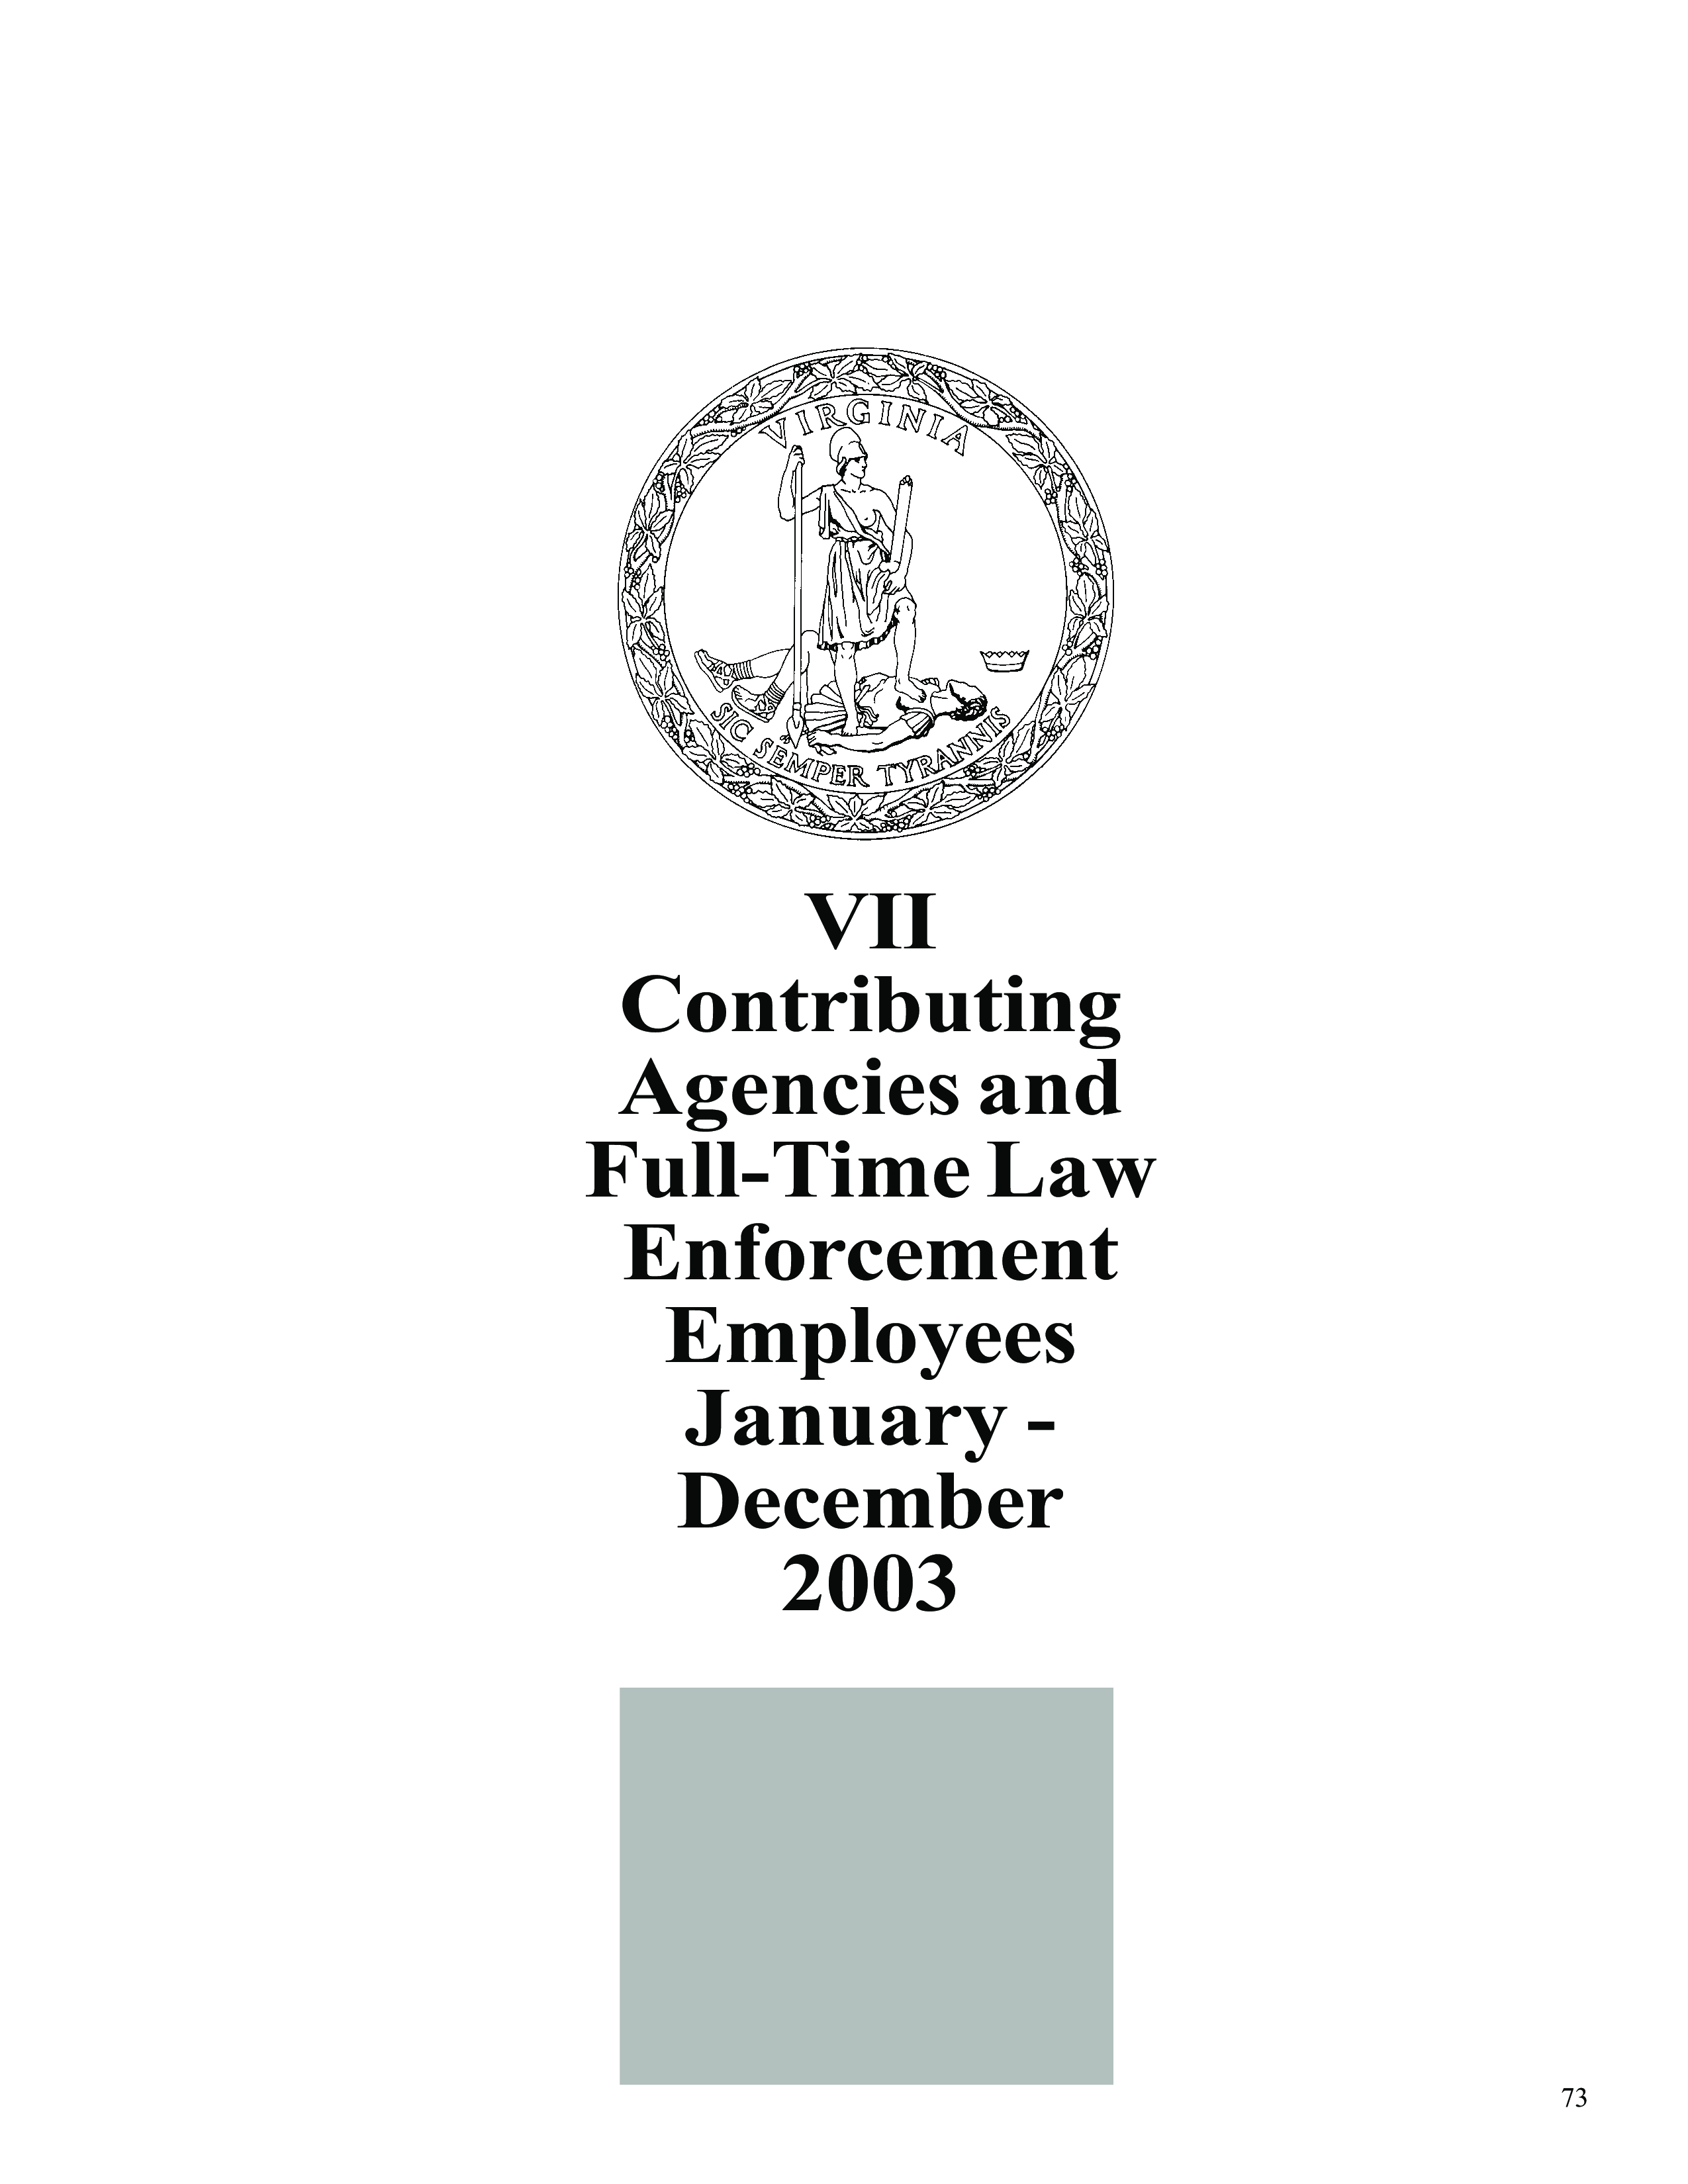 VIRGINIA
SIC SEMPER TYRANNIS
VII
Contributing
Agencies and
Full-Time Law
Enforcement
Employees
January -
December
2003
73